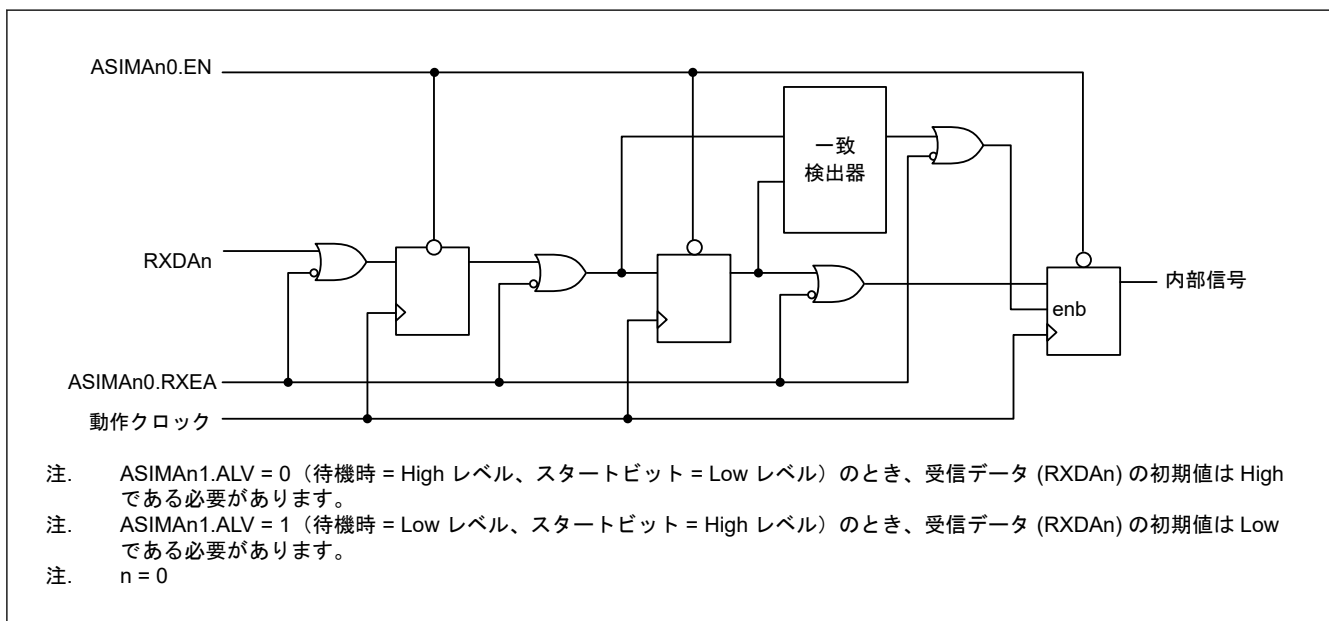 ASIMAn0.EN
一致
検出器
RXDAn
内部信号
enb
ASIMAn0.RXEA
動作クロック
注. ASIMAn1.ALV = 0（待機時 = High レベル、スタートビット = Low レベル）のとき、受信データ (RXDAn) の初期値は High
である必要があります。
注. ASIMAn1.ALV = 1（待機時 = Low レベル、スタートビット = High レベル）のとき、受信データ (RXDAn) の初期値は Low
である必要があります。
注. n = 0